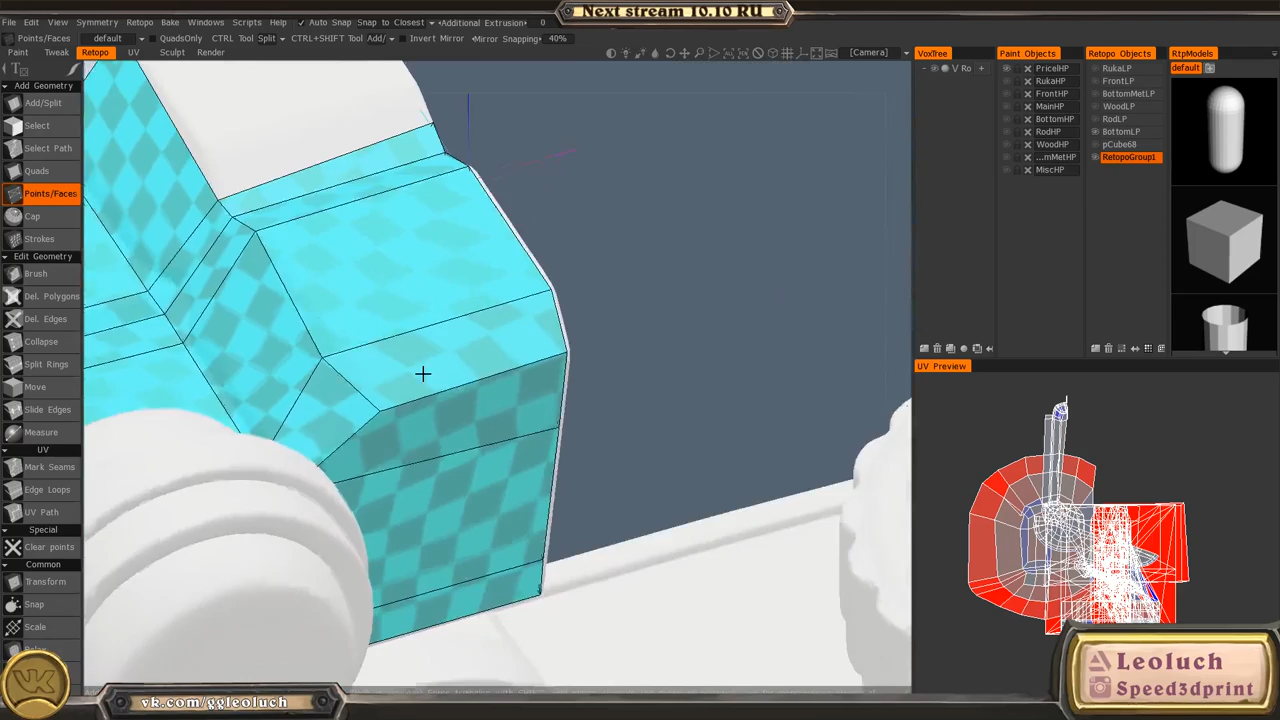 Next stream 10.10 RU
File Edit View Symmetry Retopo Bake Windows Scripts Help Auto Snap Snap to Closest Additional Extrusion 0
Points/Faces default QuadsOnly CTRL Tool Split CTRL+SHIFT Tool Add/ Invert Mirror Mirror Snapping 40%
Paint Tweak Retopo UV Sculpt Render [Camera]
Add Geometry
Add/Split
Select
Select Path
Quads
Points/Faces
Cap
Strokes
Edit Geometry
Brush
Del. Polygons
Del. Edges
Collapse
Split Rings
Move
Slide Edges
Measure
UV
Mark Seams
Edge Loops
UV Path
Special
Clear points
Common
Transform
Snap
Scale
VoxTree
V Ro +
Paint Objects
PricelHP
RukaHP
FrontHP
MainHP
BottomHP
RodHP
WoodHP
...mMetHP
MiscHP
Retopo Objects
RukaLP
FrontLP
BottomMetLP
WoodLP
RodLP
BottomLP
pCube68
RetopoGroup1
RtpModels
default
UV Preview
vk.com/ggleoluch
Leoluch
Speed3dprint